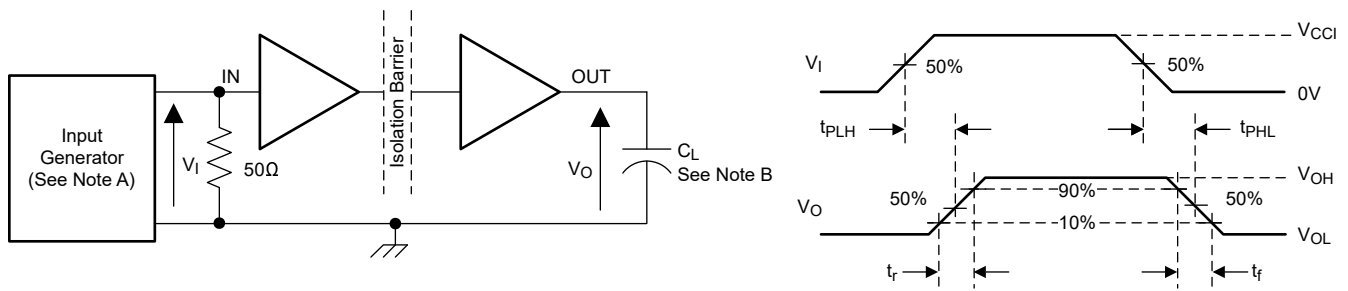 Input
Generator
(See Note A)
V_I
50Ω
IN
Isolation Barrier
OUT
V_O
C_L
See Note B
V_I
50%
50%
V_CCI
0V
t_PLH
t_PHL
V_O
50%
90%
10%
50%
V_OH
V_OL
t_r
t_f